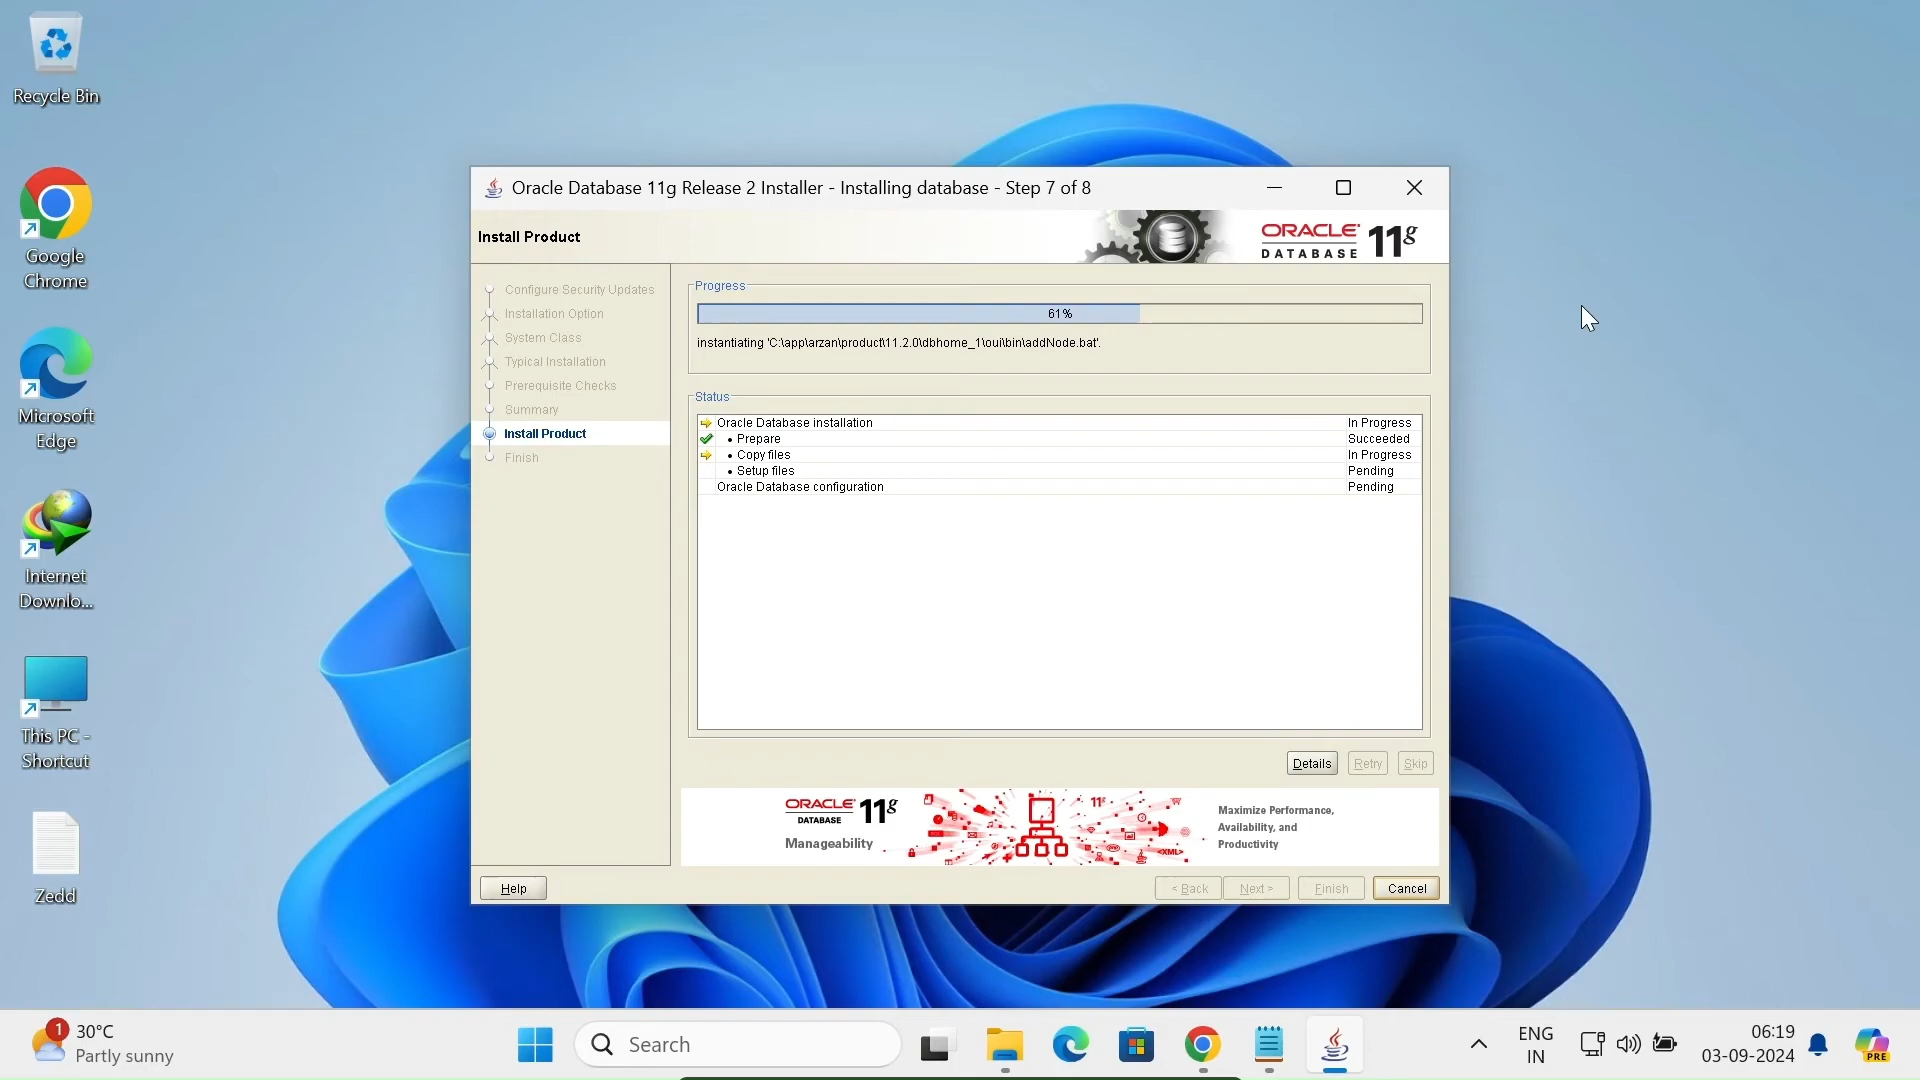 Recycle Bin
Google
Chrome
Microsoft
Edge
Internet
Downlo...
This PC -
Shortcut
Zedd
Oracle Database 11g Release 2 Installer - Installing database - Step 7 of 8
Install Product
ORACLE
DATABASE 11g
Configure Security Updates
Installation Option
System Class
Typical Installation
Prerequisite Checks
Summary
Install Product
Finish
Progress
61%
instantiating 'C:\app\arzan\product\11.2.0\dbhome_1\oui\bin\addNode.bat'.
Status
Oracle Database installation In Progress
• Prepare Succeeded
• Copy files In Progress
• Setup files Pending
Oracle Database configuration Pending
Details Retry Skip
ORACLE
DATABASE 11g
Manageability
11g
<XML>
Maximize Performance,
Availability, and
Productivity
Help < Back Next > Finish Cancel
1
30°C
Partly sunny
Search
PRE
ENG
IN
06:19
03-09-2024